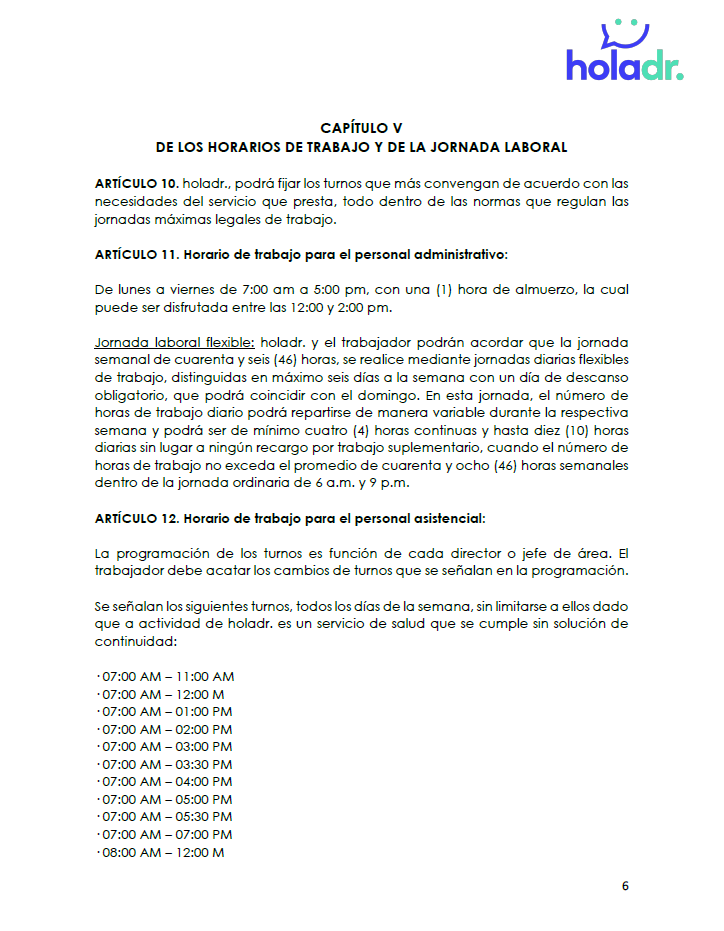 holadr.
CAPÍTULO V
DE LOS HORARIOS DE TRABAJO Y DE LA JORNADA LABORAL
ARTÍCULO 10. holadr., podrá fijar los turnos que más convengan de acuerdo con las
necesidades del servicio que presta, todo dentro de las normas que regulan las
jornadas máximas legales de trabajo.
ARTÍCULO 11. Horario de trabajo para el personal administrativo:
De lunes a viernes de 7:00 am a 5:00 pm, con una (1) hora de almuerzo, la cual
puede ser disfrutada entre las 12:00 y 2:00 pm.
Jornada laboral flexible: holadr. y el trabajador podrán acordar que la jornada
semanal de cuarenta y seis (46) horas, se realice mediante jornadas diarias flexibles
de trabajo, distinguidas en máximo seis días a la semana con un día de descanso
obligatorio, que podrá coincidir con el domingo. En esta jornada, el número de
horas de trabajo diario podrá repartirse de manera variable durante la respectiva
semana y podrá ser de mínimo cuatro (4) horas continuas y hasta diez (10) horas
diarias sin lugar a ningún recargo por trabajo suplementario, cuando el número de
horas de trabajo no exceda el promedio de cuarenta y ocho (46) horas semanales
dentro de la jornada ordinaria de 6 a.m. y 9 p.m.
ARTÍCULO 12. Horario de trabajo para el personal asistencial:
La programación de los turnos es función de cada director o jefe de área. El
trabajador debe acatar los cambios de turnos que se señalan en la programación.
Se señalan los siguientes turnos, todos los días de la semana, sin limitarse a ellos dado
que a actividad de holadr. es un servicio de salud que se cumple sin solución de
continuidad:
·07:00 AM – 11:00 AM
·07:00 AM – 12:00 M
·07:00 AM – 01:00 PM
·07:00 AM – 02:00 PM
·07:00 AM – 03:00 PM
·07:00 AM – 03:30 PM
·07:00 AM – 04:00 PM
·07:00 AM – 05:00 PM
·07:00 AM – 05:30 PM
·07:00 AM – 07:00 PM
·08:00 AM – 12:00 M
6